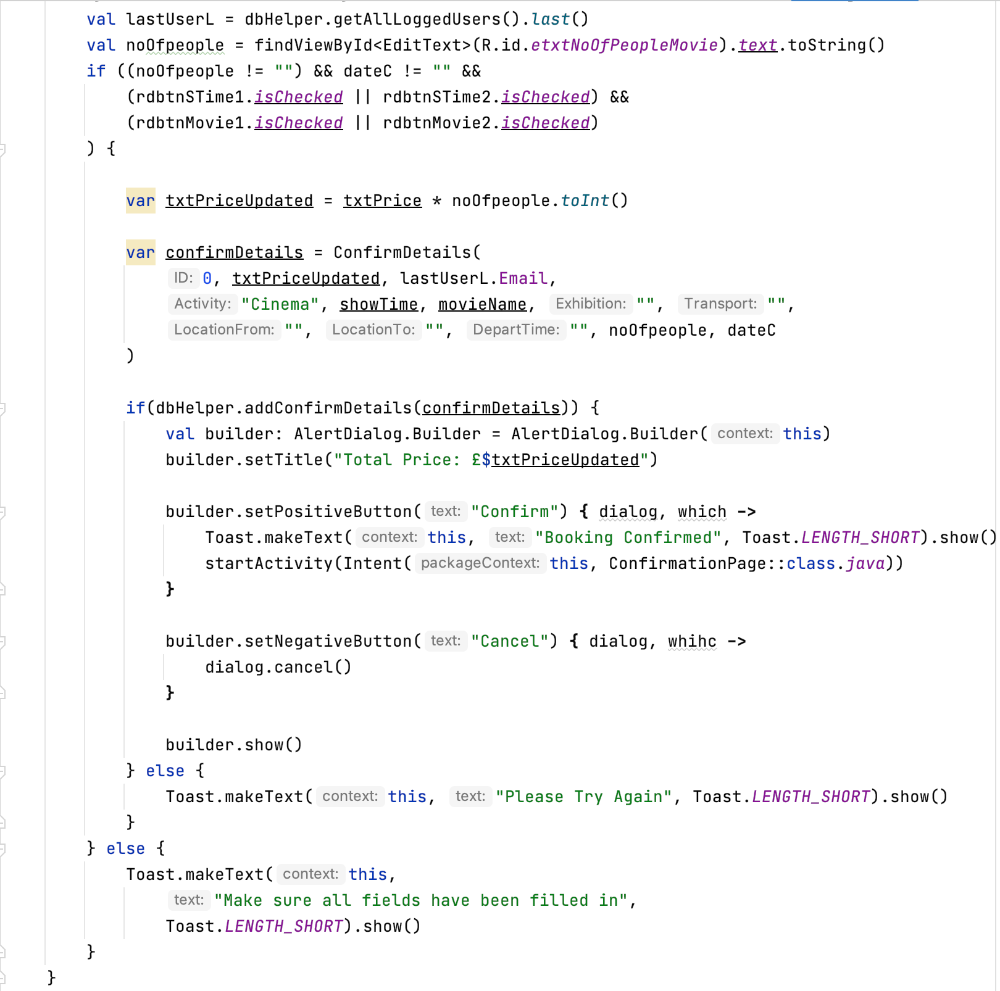 val lastUserL = dbHelper.getAllLoggedUsers().last()
val noOfpeople = findViewById<EditText>(R.id.etxtNoOfPeopleMovie).text.toString()
if ((noOfpeople != "") && dateC != "" &&
(rdbtnSTime1.isChecked || rdbtnSTime2.isChecked) &&
(rdbtnMovie1.isChecked || rdbtnMovie2.isChecked)
) {
var txtPriceUpdated = txtPrice * noOfpeople.toInt()
var confirmDetails = ConfirmDetails(
ID: 0, txtPriceUpdated, lastUserL.Email,
Activity: "Cinema", showTime, movieName, Exhibition: "", Transport: "",
LocationFrom: "", LocationTo: "", DepartTime: "", noOfpeople, dateC
)
if(dbHelper.addConfirmDetails(confirmDetails)) {
val builder: AlertDialog.Builder = AlertDialog.Builder( context: this)
builder.setTitle("Total Price: £$txtPriceUpdated")
builder.setPositiveButton( text: "Confirm") { dialog, which ->
Toast.makeText( context: this, text: "Booking Confirmed", Toast.LENGTH_SHORT).show()
startActivity(Intent( packageContext: this, ConfirmationPage::class.java))
}
builder.setNegativeButton( text: "Cancel") { dialog, whihc ->
dialog.cancel()
}
builder.show()
} else {
Toast.makeText( context: this, text: "Please Try Again", Toast.LENGTH_SHORT).show()
}
} else {
Toast.makeText( context: this,
text: "Make sure all fields have been filled in",
Toast.LENGTH_SHORT).show()
}
}